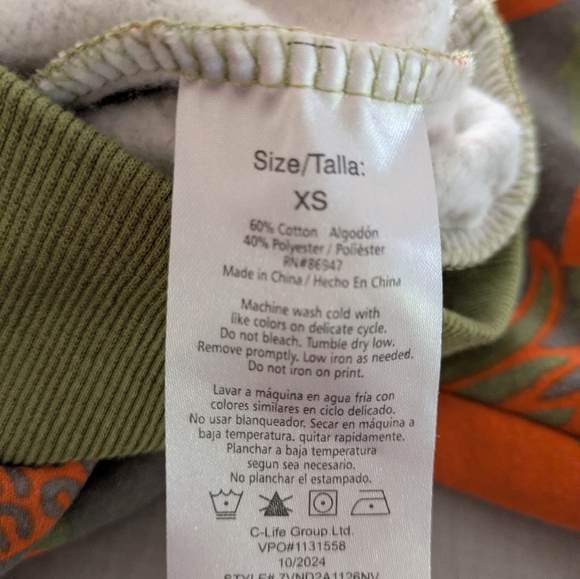 Size/Talla:
XS
60% Cotton Algodón
40% Polyester / Poliéster
RN#86947
Made in China / Hecho En China
Machine wash cold with
like colors on delicate cycle.
Do not bleach. Tumble dry low.
Remove promptly. Low iron as needed.
Do not iron on print.
Lavar a máquina en agua fría con
colores similares en ciclo delicado.
No usar blanqueador. Secar en máquina a
baja temperatura. quitar rapidamente.
Planchar a baja temperatura
segun sea necesario.
No planchar el estampado.
C-Life Group Ltd.
VPO#1131558
10/2024
STYLE# 7VND2A1126NV